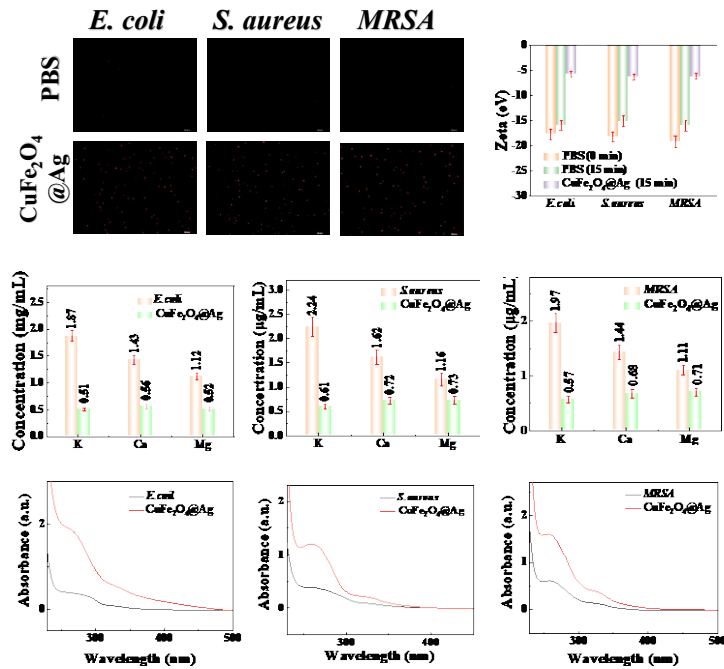 E. coli S. aureus MRSA
PBS
CuFe2O4
@Ag
Zeta (eV)
0
-5
-10
-15
-20
-25
-30
PBS (0 min)
PBS (15 min)
CuFe2O4@Ag (15 min)
E.coli S.aureus MRSA
Concentration (mg/mL)
2.5
2.0
1.5
1.0
0.5
0.0
E.coli
CuFe2O4@Ag
1.87 0.51 1.43 0.56 1.12 0.52
K Ca Mg
Concertration (µg/mL)
3.0
2.5
2.0
1.5
1.0
0.5
0.0
S.aureus
CuFe2O4@Ag
2.24 0.61 1.62 0.72 1.16 0.73
K Ca Mg
Concentration (µg/mL)
2
1
0
MRSA
CuFe2O4@Ag
1.97 0.57 1.44 0.69 1.11 0.71
K Ca Mg
Absorbance (a.u.)
2
1
0
E.coil
CuFe2O4@Ag
300 400 500
Wavelength (nm)
Absorbance (a.u.)
2
1
0
S. aureus
CuFe2O4@Ag
300 400
Wavelength (nm)
Absorbance (a.u.)
2
1
0
MRSA
CuFe2O4@Ag
300 400 500
Wavelength (nm)